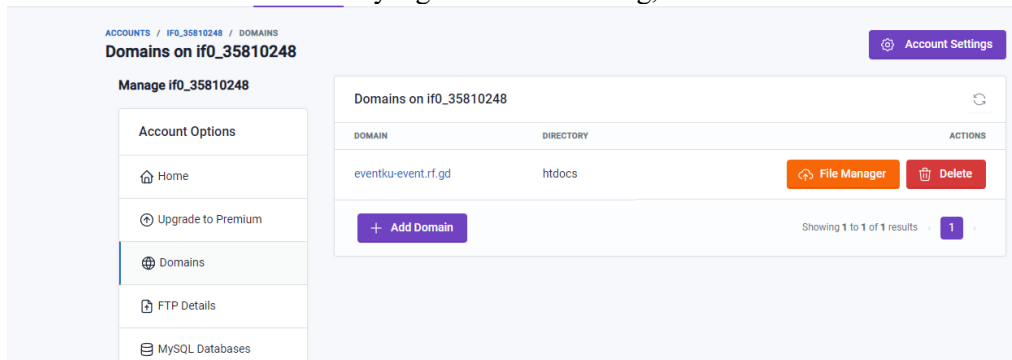 ACCOUNTS / IF0_35810248 / DOMAINS
Domains on if0_35810248
Account Settings
Manage if0_35810248
Account Options
Home
Upgrade to Premium
Domains
FTP Details
MySQL Databases
Domains on if0_35810248
DOMAIN DIRECTORY ACTIONS
eventku-event.rf.gd htdocs File Manager Delete
+ Add Domain Showing 1 to 1 of 1 results ‹ 1 ›